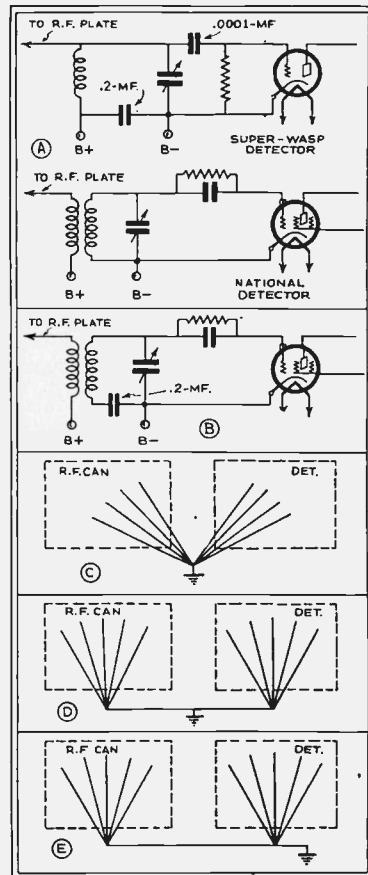 TO R.F. PLATE
.0001-MF
.2-MF.
B+
B-
A
SUPER-WASP
DETECTOR
TO R.F. PLATE
B+
B-
NATIONAL
DETECTOR
TO R.F. PLATE
.2-MF.
B+
B-
B
R.F. CAN
DET.
C
R.F. CAN
DET.
D
R.F. CAN
DET.
E